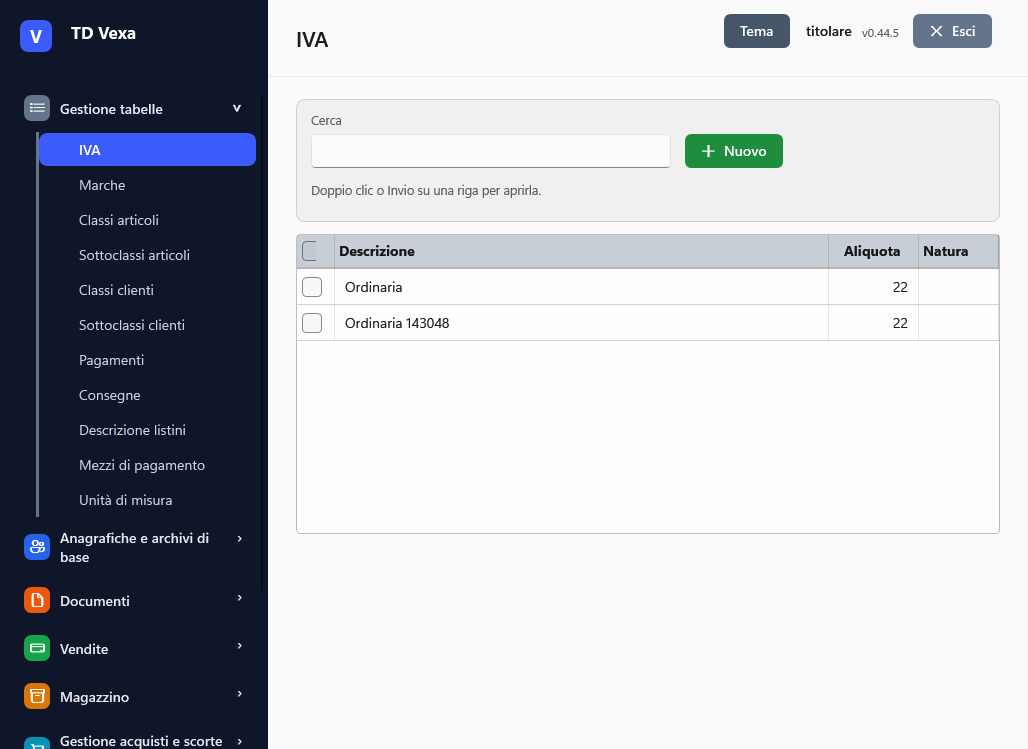 V
TD Vexa
Gestione tabelle
IVA
Marche
Classi articoli
Sottoclassi articoli
Classi clienti
Sottoclassi clienti
Pagamenti
Consegne
Descrizione listini
Mezzi di pagamento
Unità di misura
Anagrafiche e archivi di
base
Documenti
Vendite
Magazzino
Gestione acquisti e scorte
IVA
Tema
titolare
v0.44.5
Esci
Cerca
Nuovo
Doppio clic o Invio su una riga per aprirla.
Descrizione Aliquota Natura
Ordinaria 22
Ordinaria 143048 22